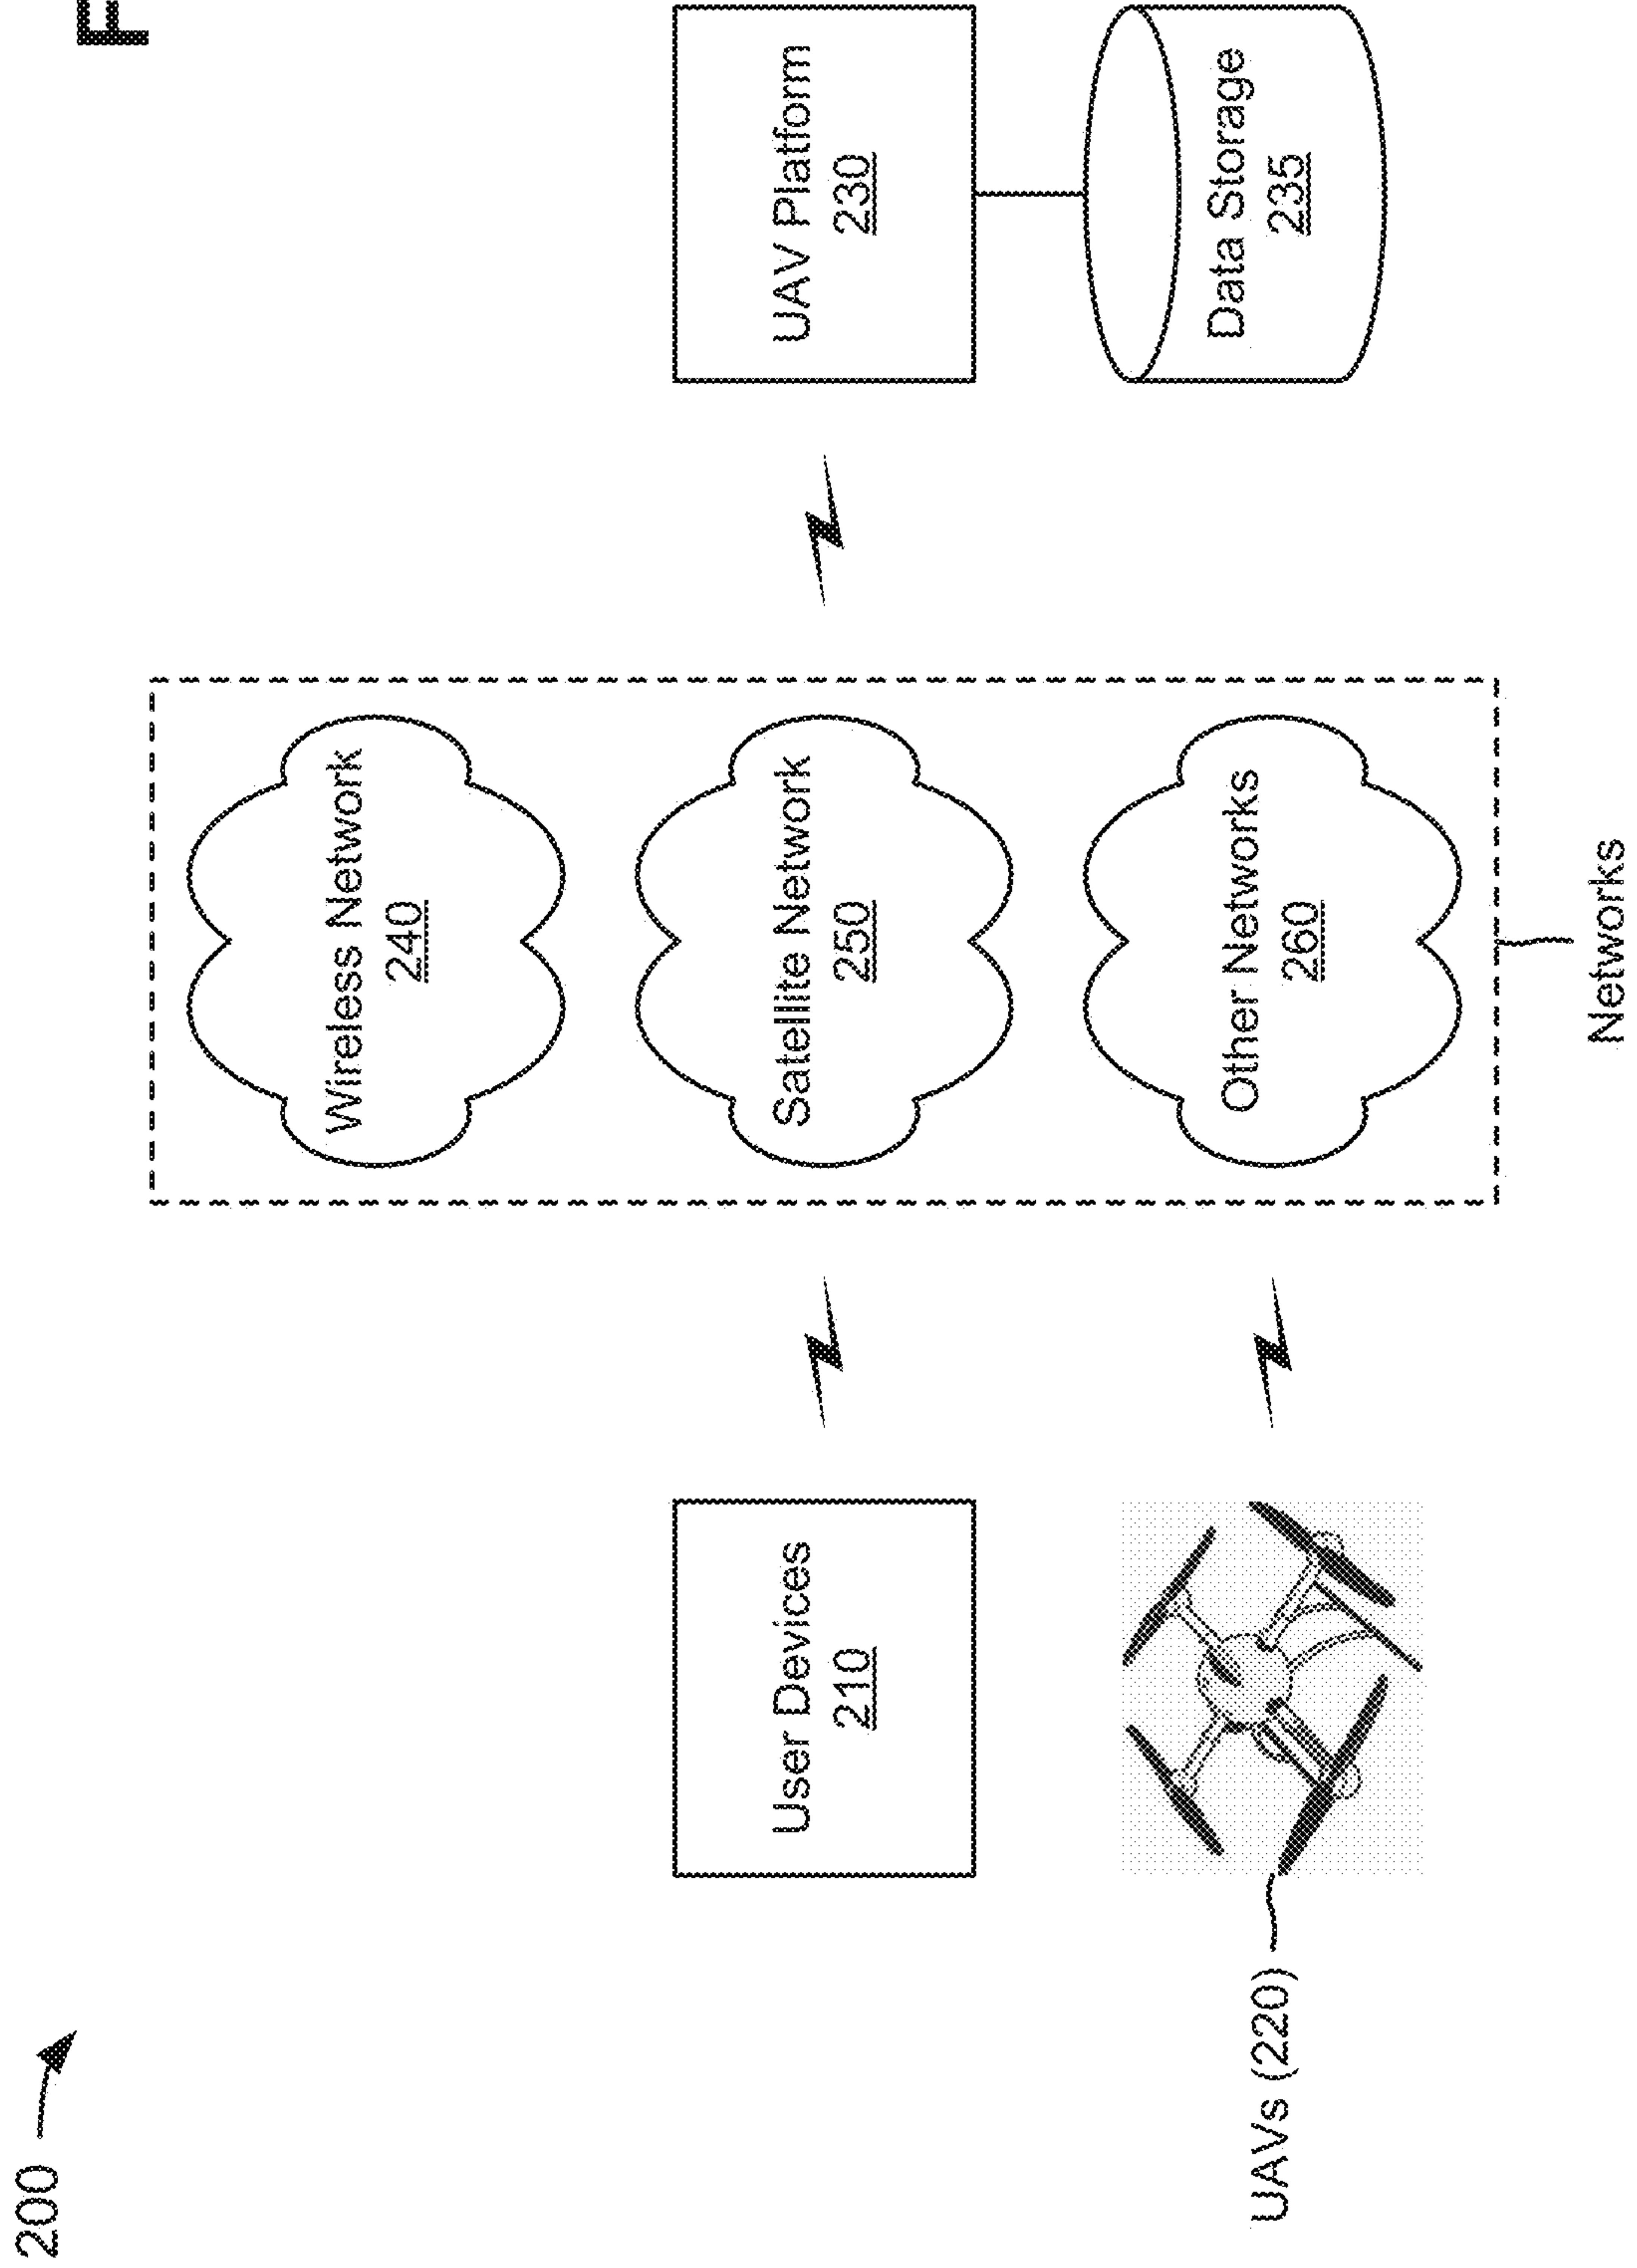 200
Wireless Network
240
User Devices
210
Satellite Network
250
UAV Platform
230
UAVs (220)
Other Networks
260
Data Storage
235
Networks